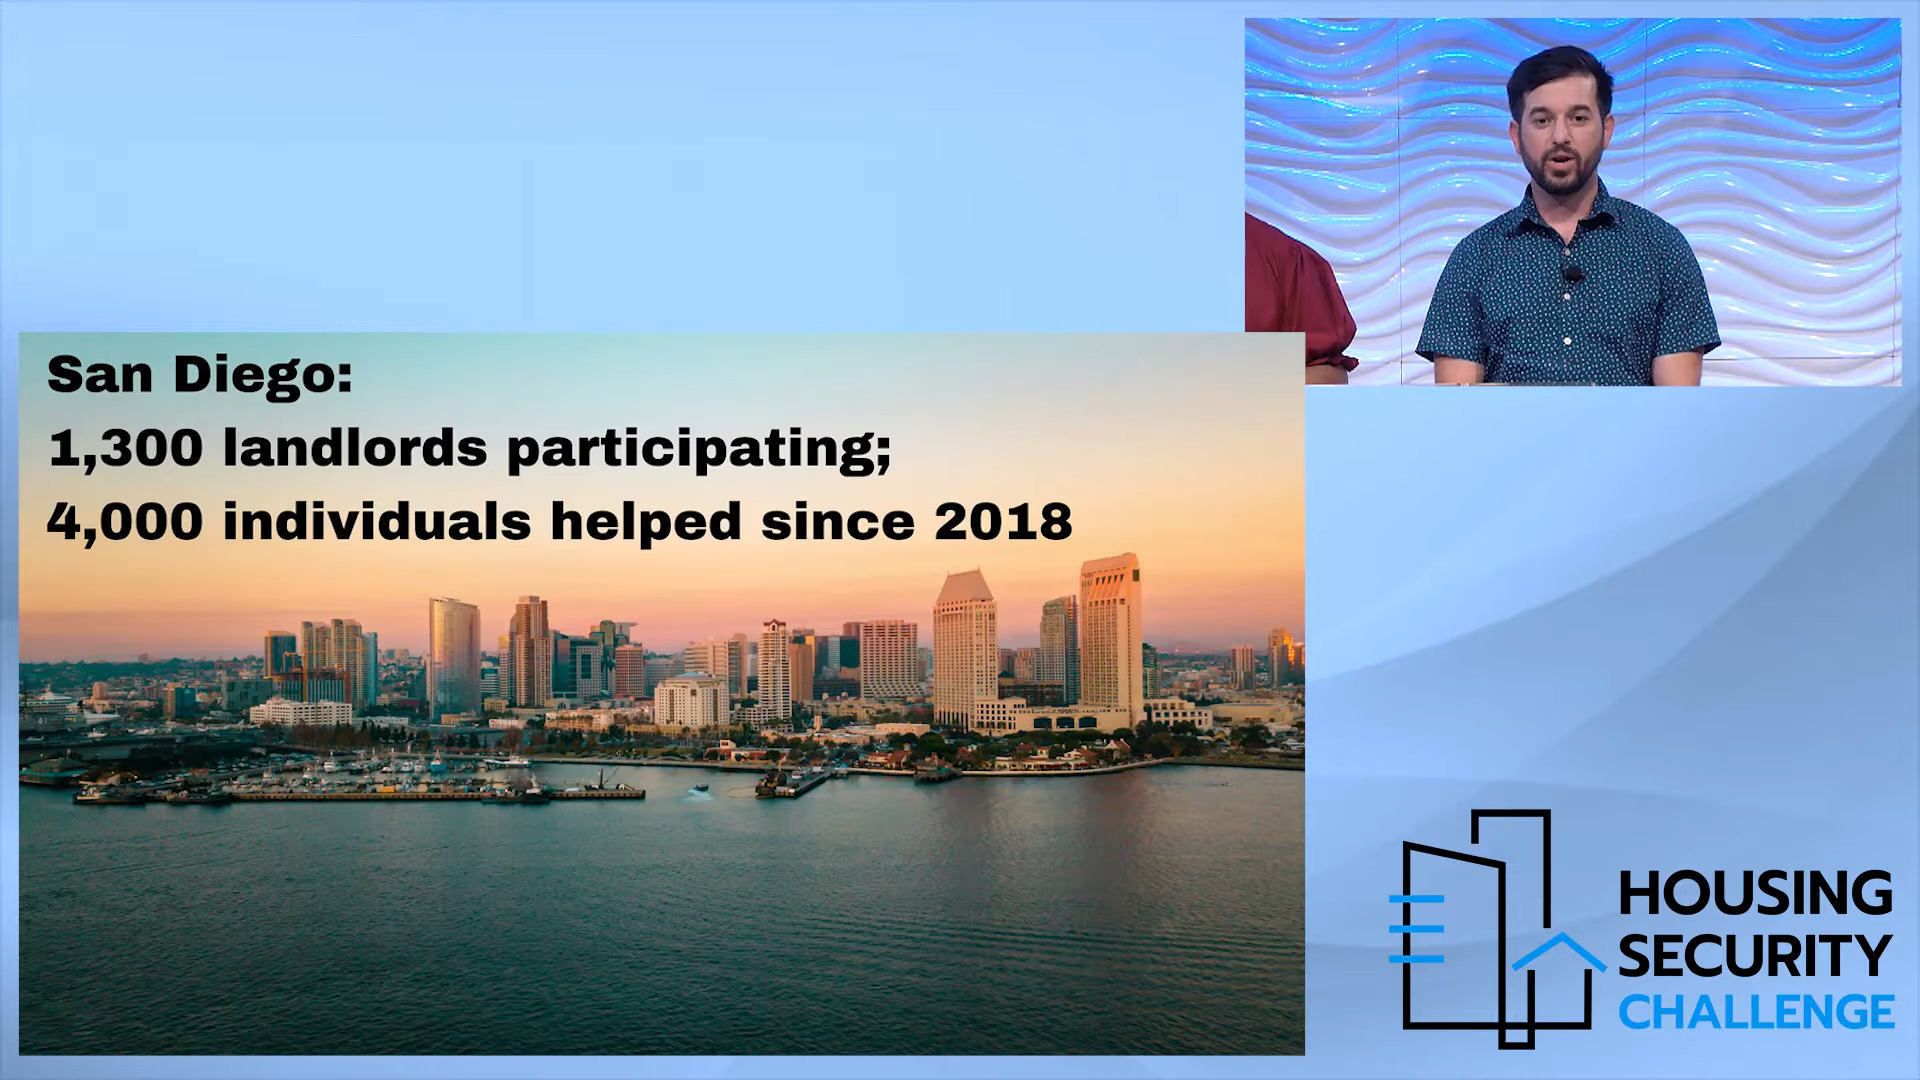 San Diego:
1,300 landlords participating;
4,000 individuals helped since 2018
HOUSING
SECURITY
CHALLENGE